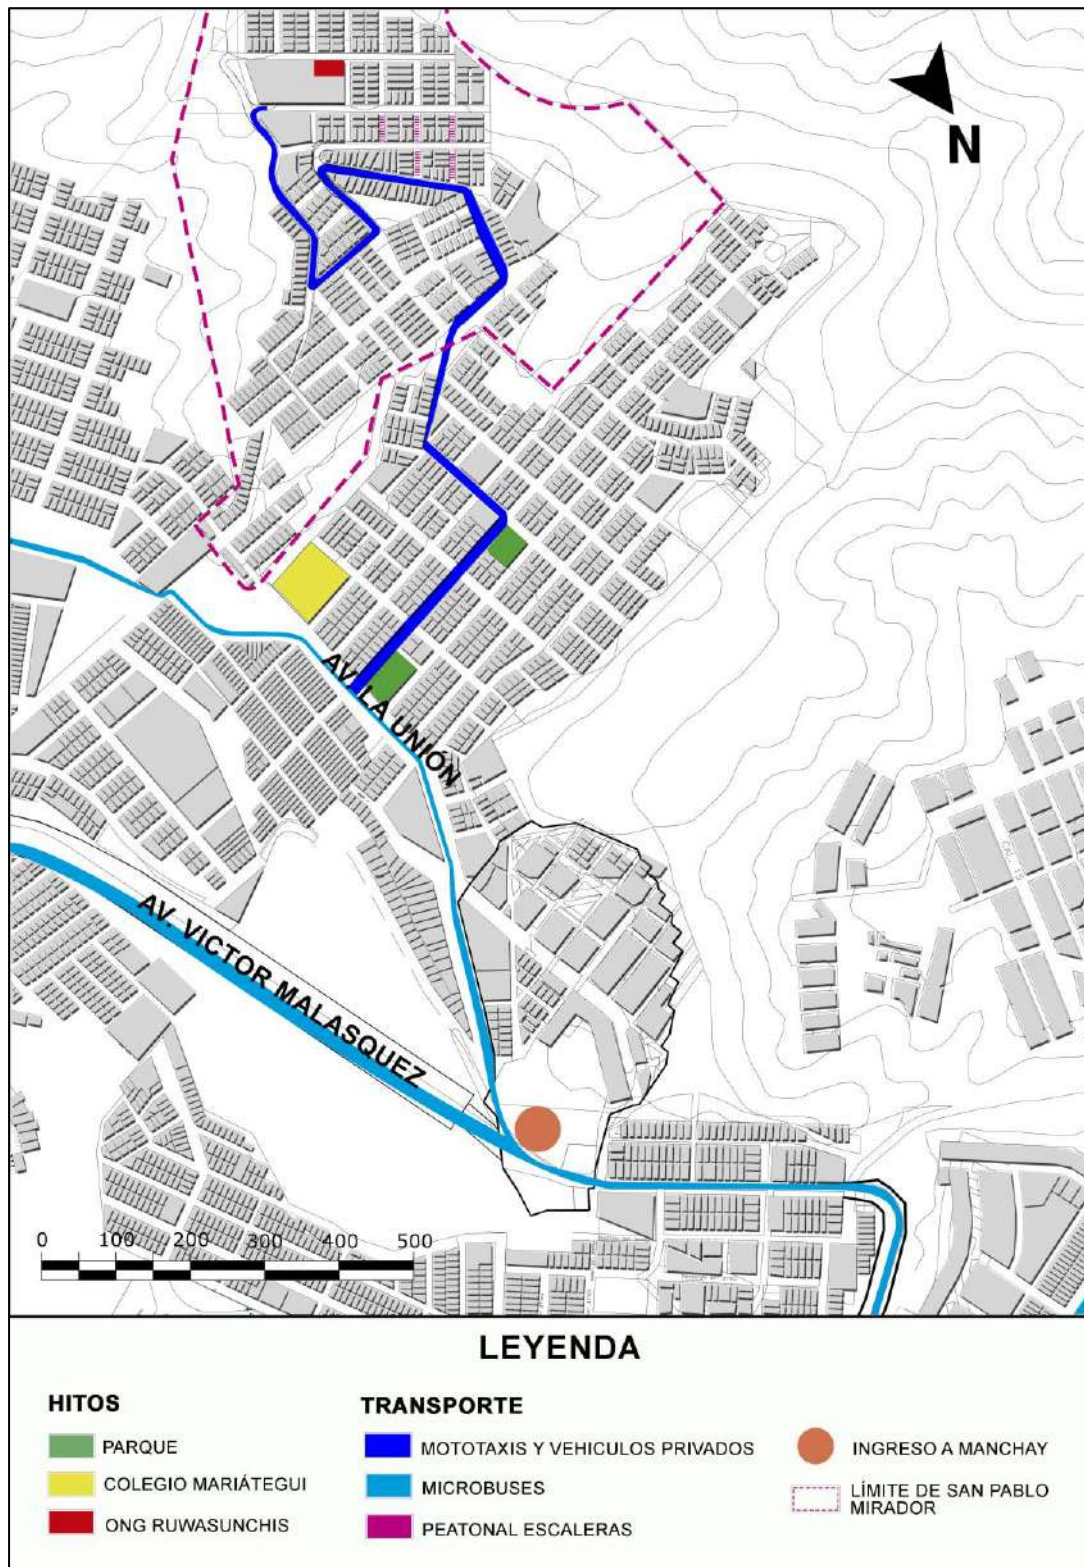 N
AV. LA UNIÓN
AV. VICTOR MALASQUEZ
0 100 200 300 400 500
LEYENDA
HITOS
PARQUE
COLEGIO MARIÁTEGUI
ONG RUWASUNCHIS
TRANSPORTE
MOTOTAXIS Y VEHICULOS PRIVADOS
MICROBUSES
PEATONAL ESCALERAS
INGRESO A MANCHAY
LÍMITE DE SAN PABLO
MIRADOR